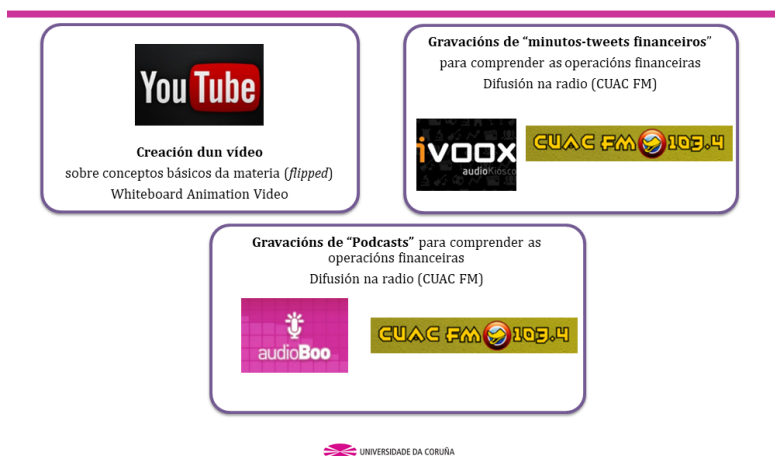 YouTube
Creación dun vídeo
sobre conceptos básicos da materia (flipped)
Whiteboard Animation Video
Gravacións de “minutos-tweets financeiros”
para comprender as operacións financeiras
Difusión na radio (CUAC FM)
ivoox
audioKiosco
CUAC FM 103.4
Gravacións de “Podcasts” para comprender as
operacións financeiras
Difusión na radio (CUAC FM)
audioBoo
CUAC FM 103.4
UNIVERSIDADE DA CORUÑA